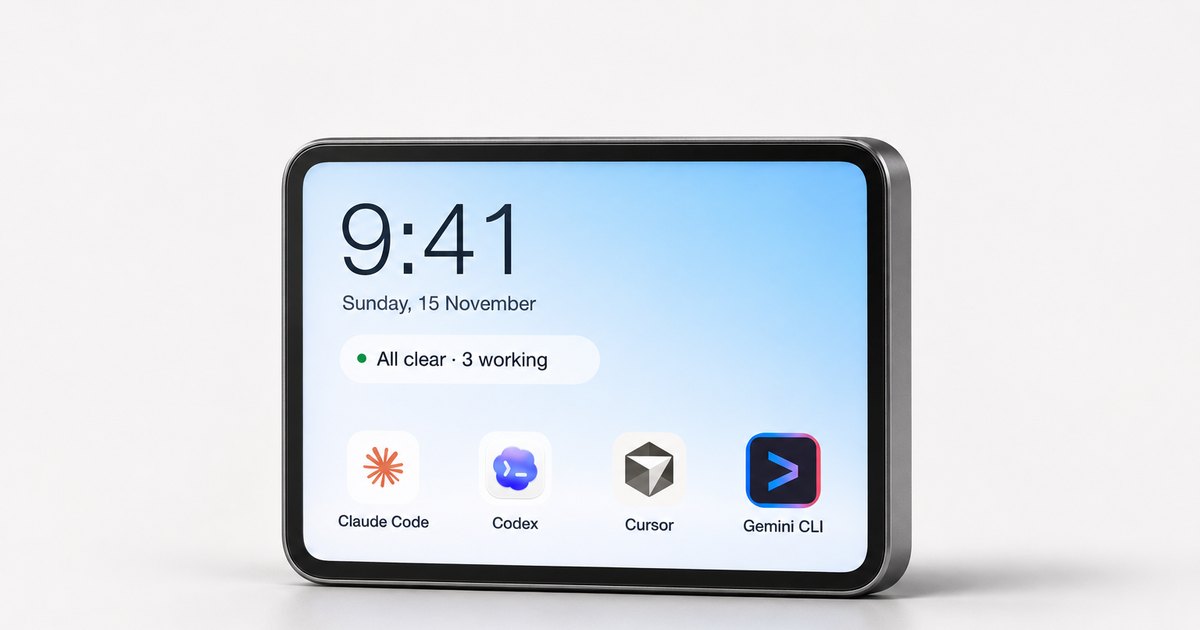 9:41
Sunday, 15 November
All clear · 3 working
Claude Code
Codex
Cursor
Gemini CLI